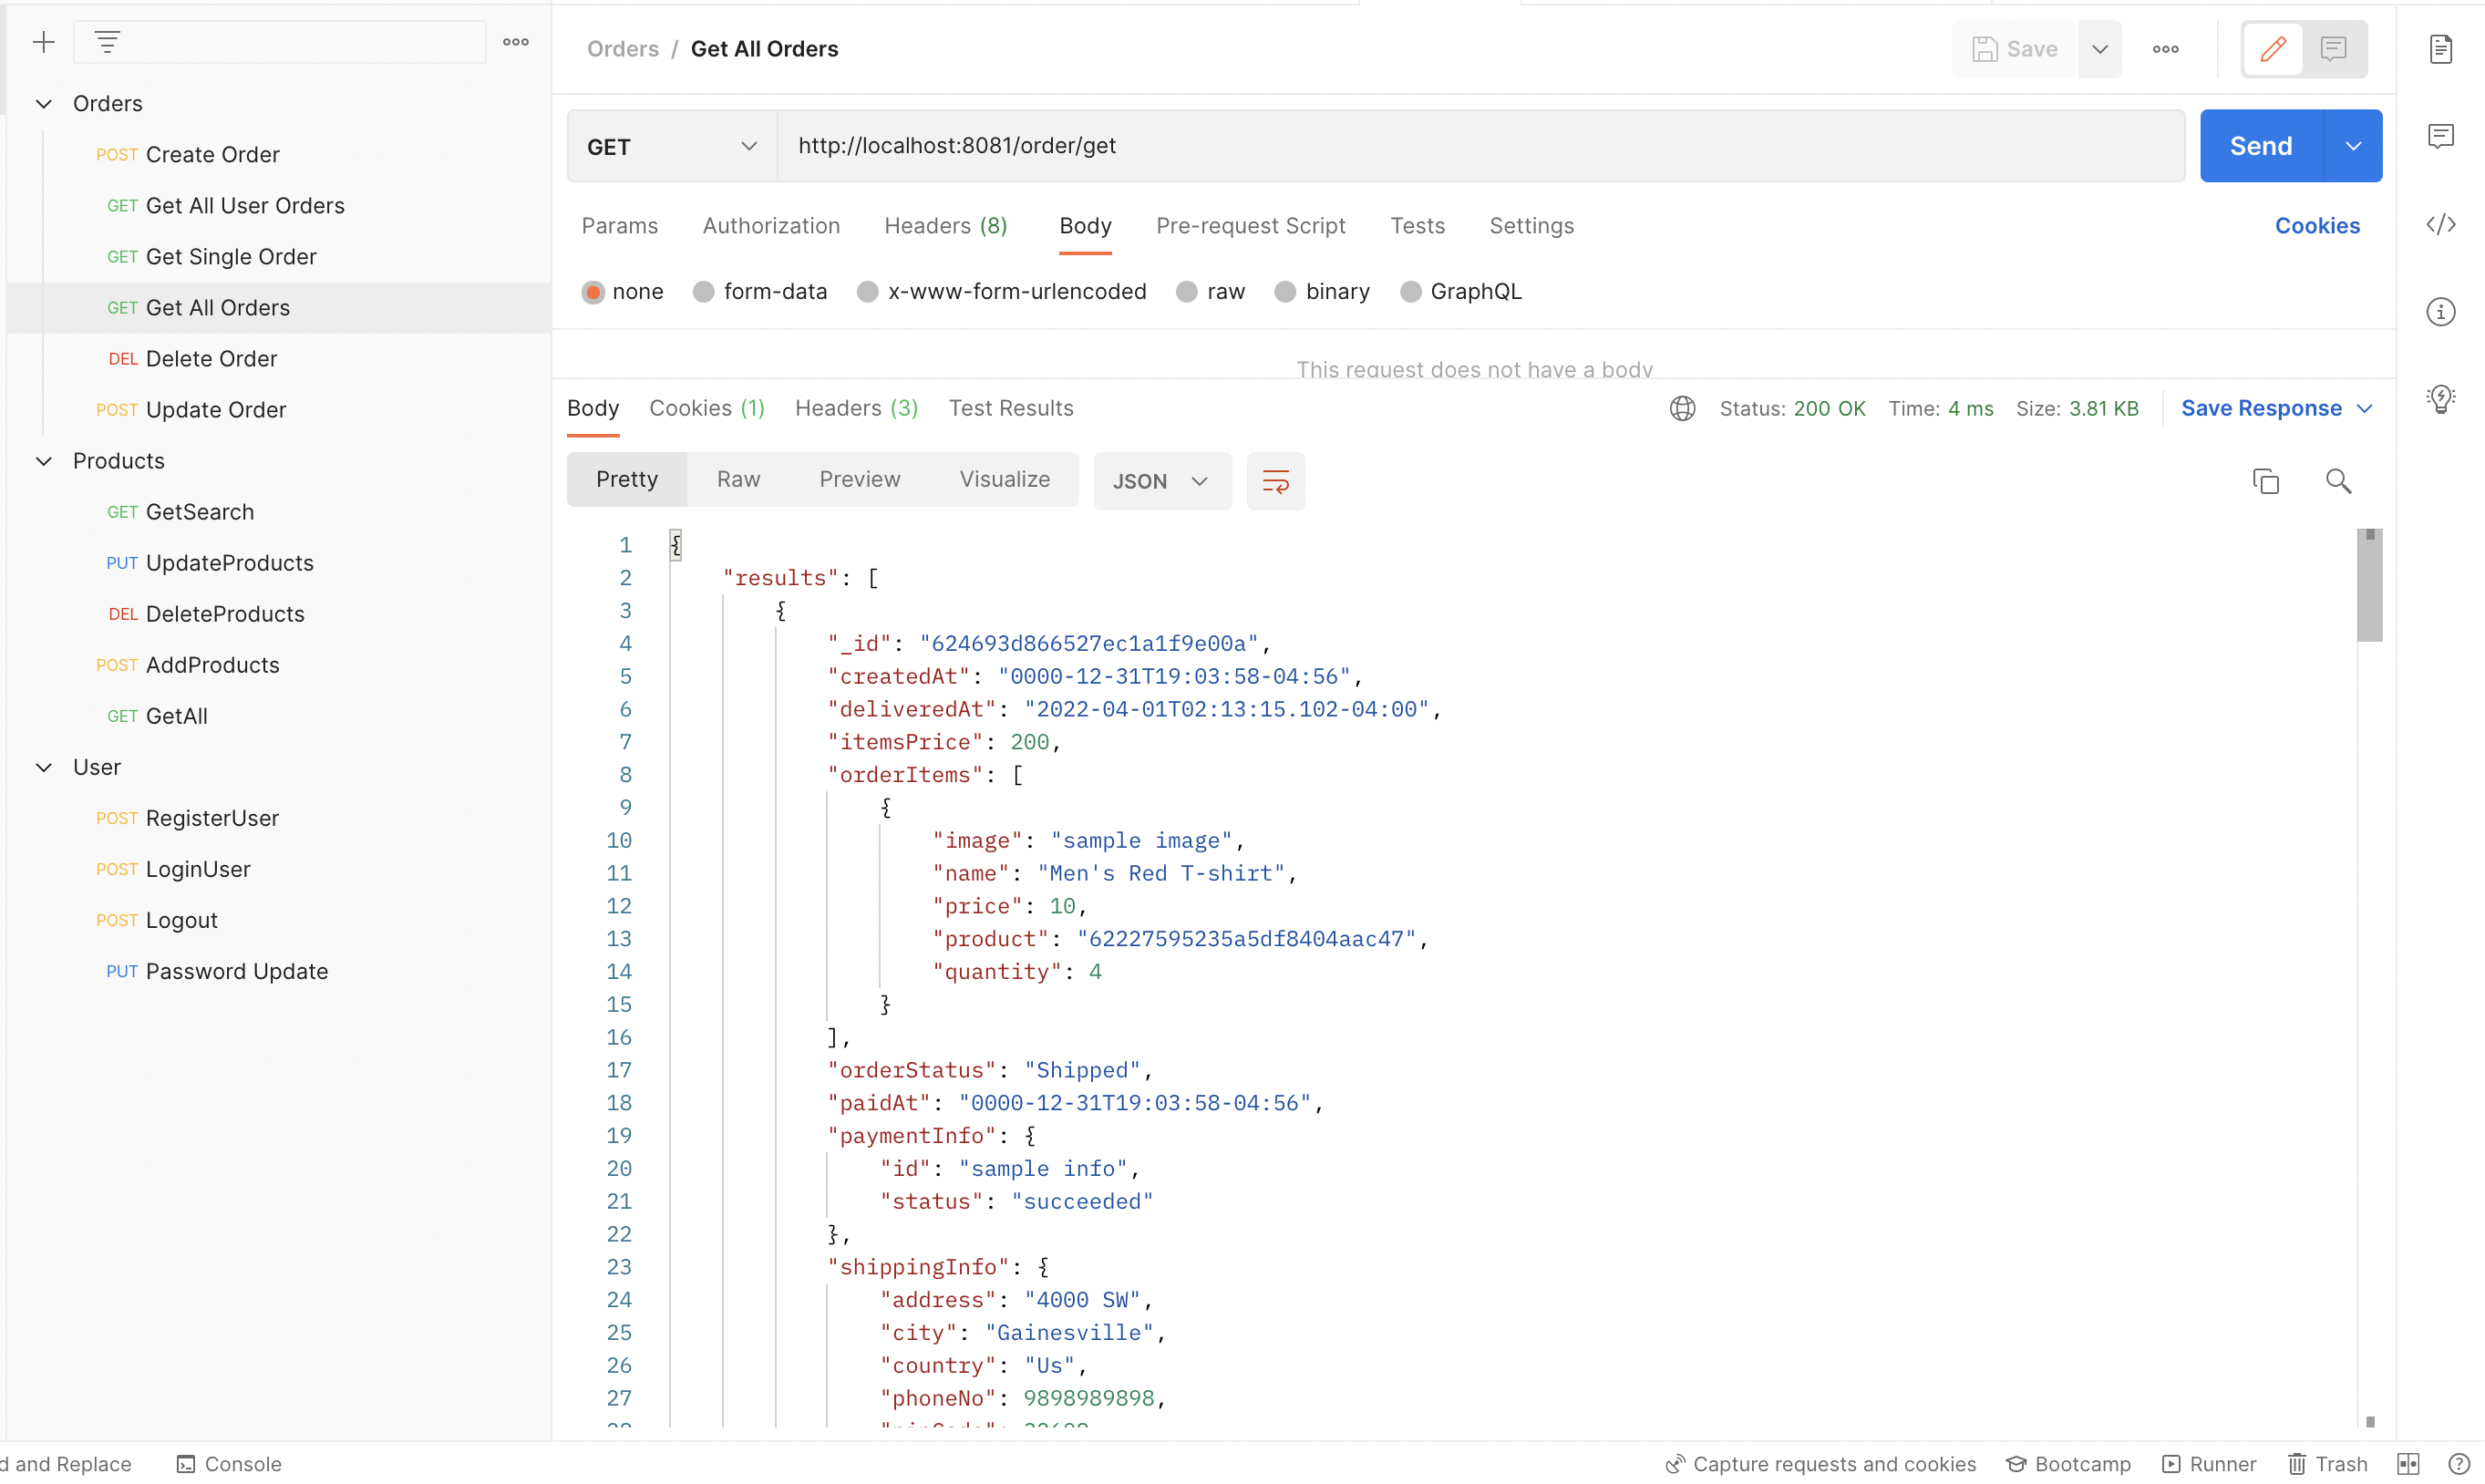 Orders / Get All Orders
Save
Orders
POST Create Order
GET Get All User Orders
GET Get Single Order
GET Get All Orders
DEL Delete Order
POST Update Order
Products
GET GetSearch
PUT UpdateProducts
DEL DeleteProducts
POST AddProducts
GET GetAll
User
POST RegisterUser
POST LoginUser
POST Logout
PUT Password Update
GET http://localhost:8081/order/get Send
Params Authorization Headers (8) Body Pre-request Script Tests Settings Cookies
none form-data x-www-form-urlencoded raw binary GraphQL
This request does not have a body
Body Cookies (1) Headers (3) Test Results Status: 200 OK Time: 4 ms Size: 3.81 KB Save Response
Pretty Raw Preview Visualize JSON
1 {
2 "results": [
3 {
4 "_id": "624693d866527ec1a1f9e00a",
5 "createdAt": "0000-12-31T19:03:58-04:56",
6 "deliveredAt": "2022-04-01T02:13:15.102-04:00",
7 "itemsPrice": 200,
8 "orderItems": [
9 {
10 "image": "sample image",
11 "name": "Men's Red T-shirt",
12 "price": 10,
13 "product": "62227595235a5df8404aac47",
14 "quantity": 4
15 }
16 ],
17 "orderStatus": "Shipped",
18 "paidAt": "0000-12-31T19:03:58-04:56",
19 "paymentInfo": {
20 "id": "sample info",
21 "status": "succeeded"
22 },
23 "shippingInfo": {
24 "address": "4000 SW",
25 "city": "Gainesville",
26 "country": "Us",
27 "phoneNo": 9898989898,
d and Replace Console Capture requests and cookies Bootcamp Runner Trash